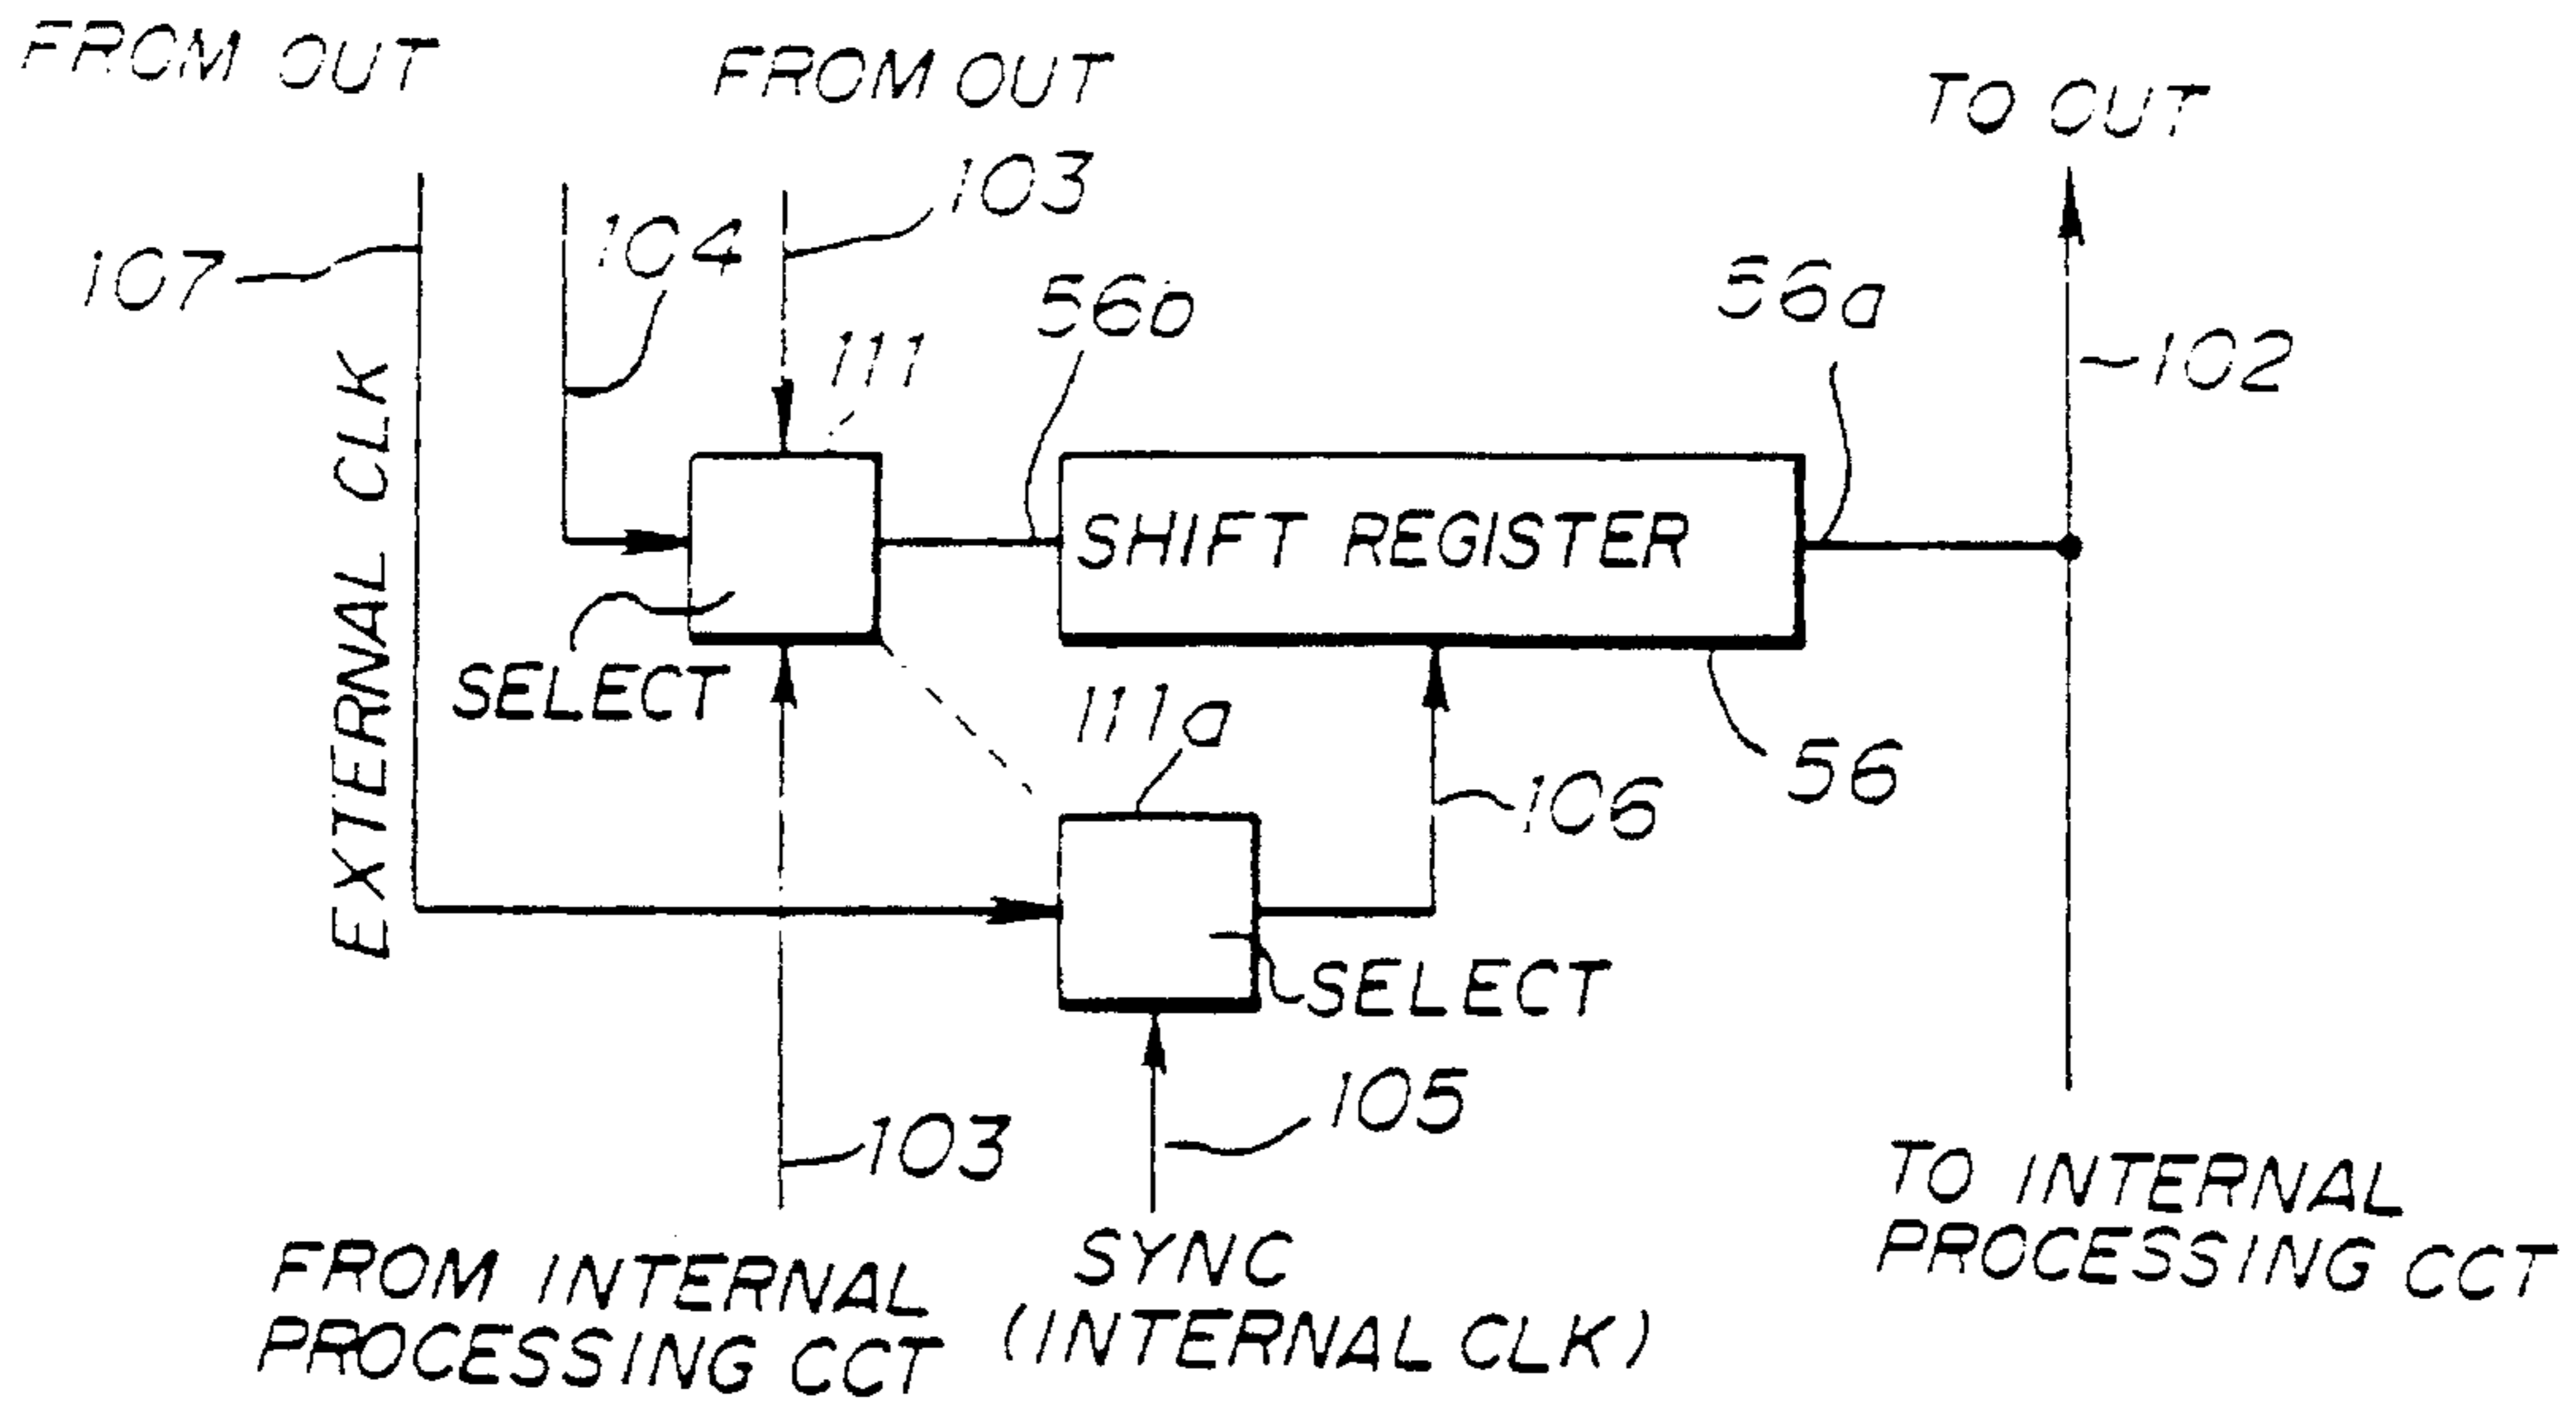 FROM OUT
FROM OUT
TO OUT
103
104
107
56b
56a
111
102
EXTERNAL CLK
SHIFT REGISTER
SELECT
111a
56
106
SELECT
105
103
TO INTERNAL
PROCESSING CCT
FROM INTERNAL
PROCESSING CCT
SYNC
(INTERNAL CLK)